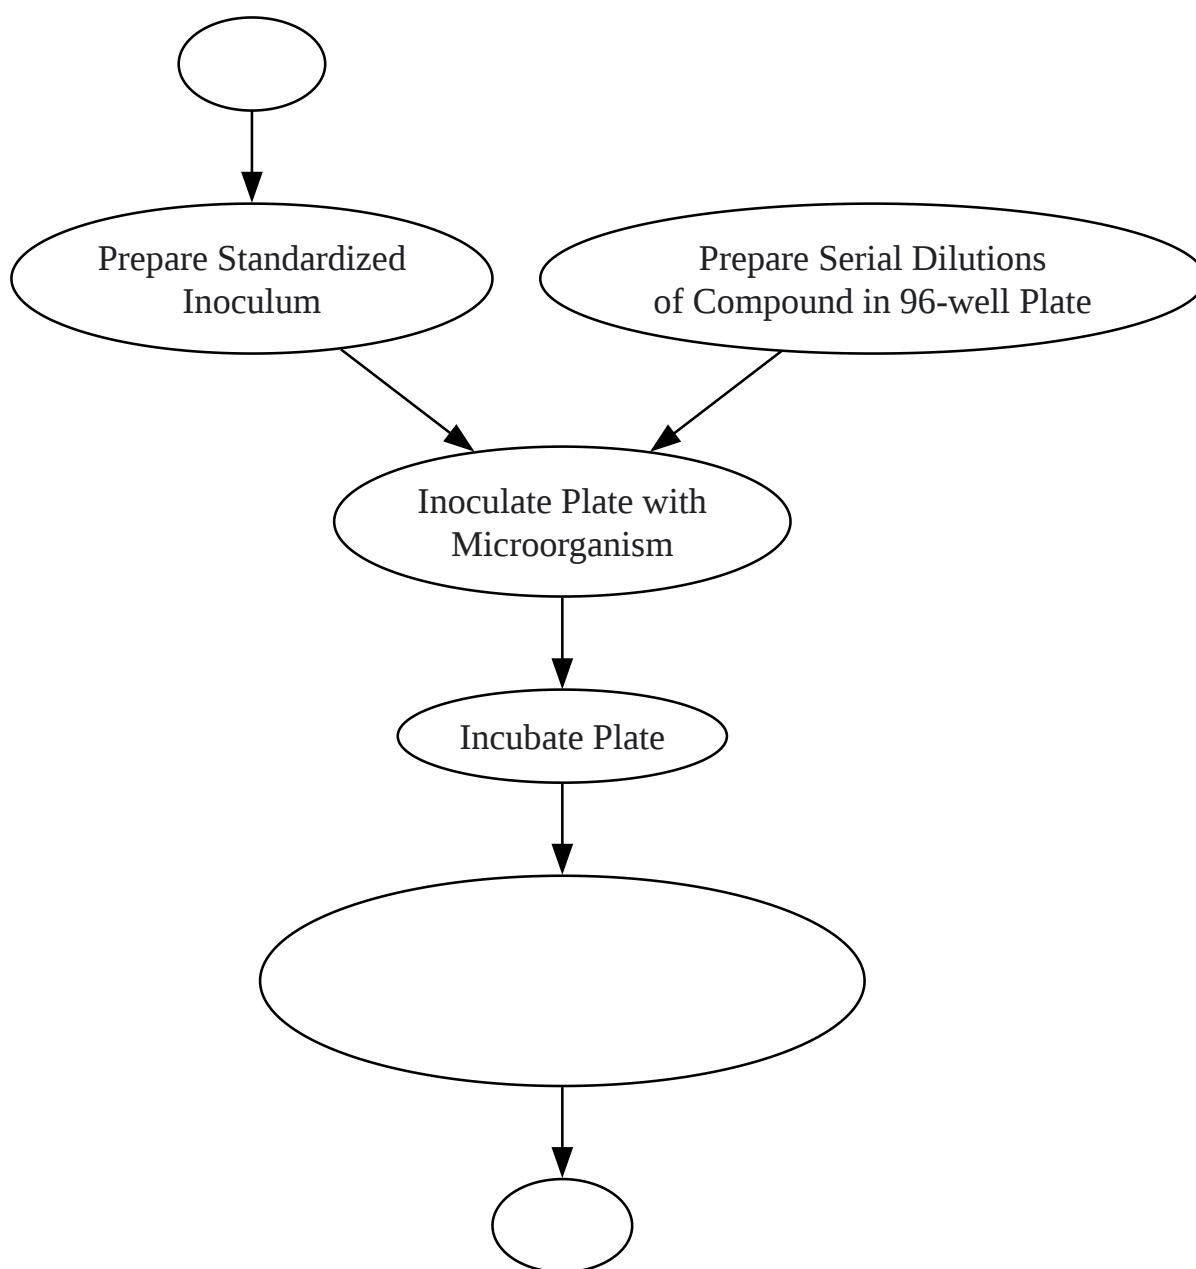 Prepare Standardized
Inoculum
Prepare Serial Dilutions
of Compound in 96-well Plate
Inoculate Plate with
Microorganism
Incubate Plate